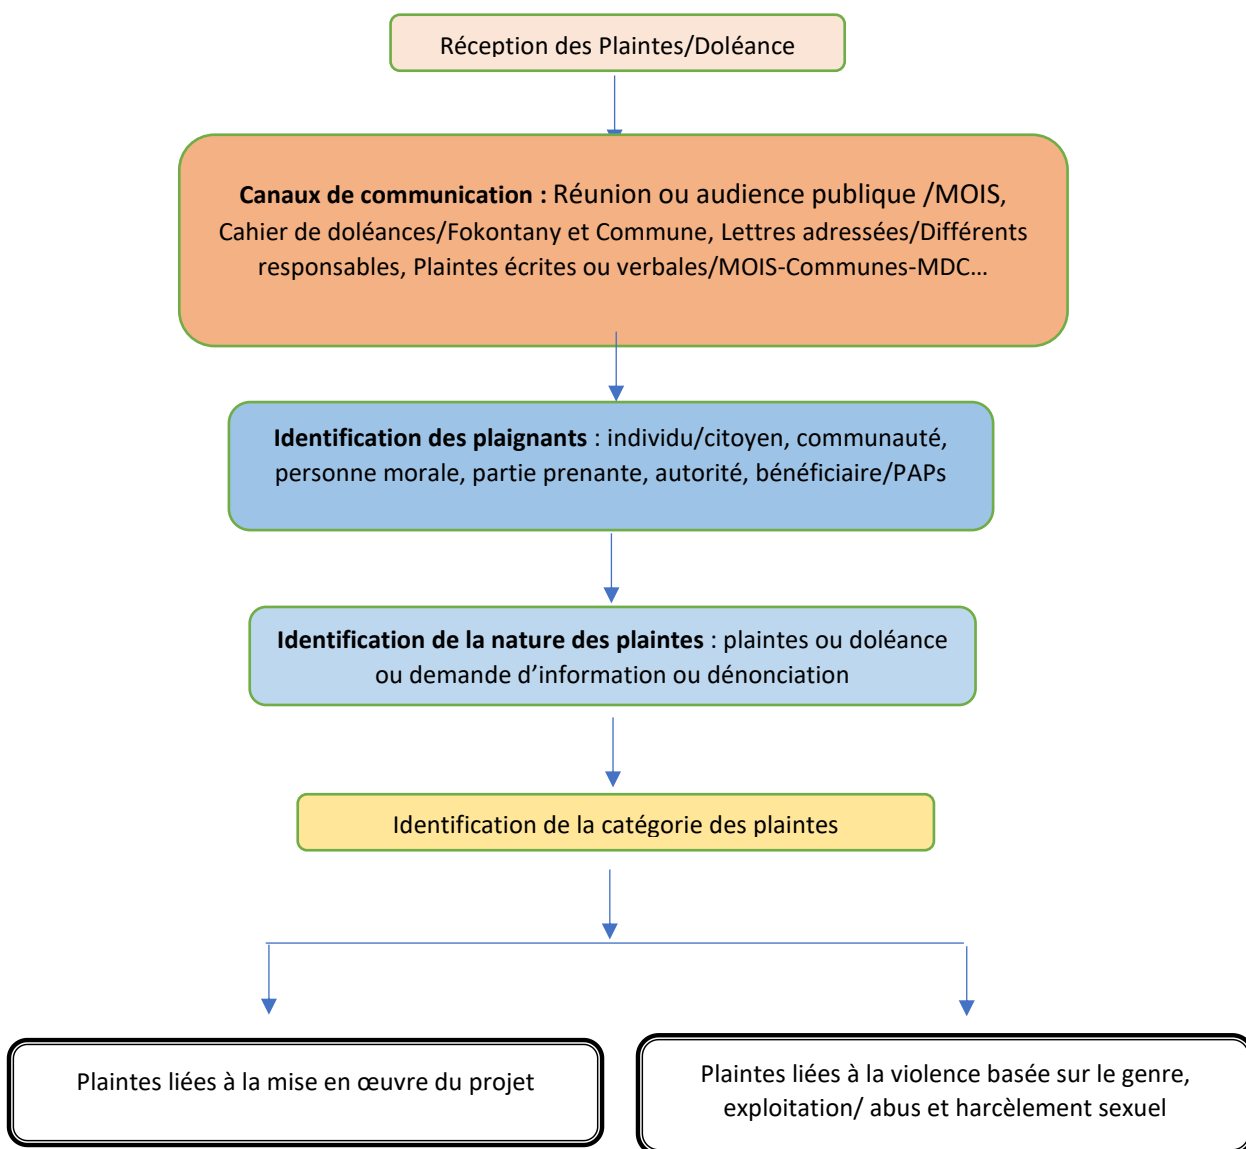 Réception des Plaintes/Doléance
Canaux de communication : Réunion ou audience publique /MOIS,
Cahier de doléances/Fokontany et Commune, Lettres adressées/Différents
responsables, Plaintes écrites ou verbales/MOIS-Communes-MDC…
Identification des plaignants : individu/citoyen, communauté,
personne morale, partie prenante, autorité, bénéficiaire/PAPs
Identification de la nature des plaintes : plaintes ou doléance
ou demande d’information ou dénonciation
Identification de la catégorie des plaintes
Plaintes liées à la mise en œuvre du projet
Plaintes liées à la violence basée sur le genre,
exploitation/ abus et harcèlement sexuel